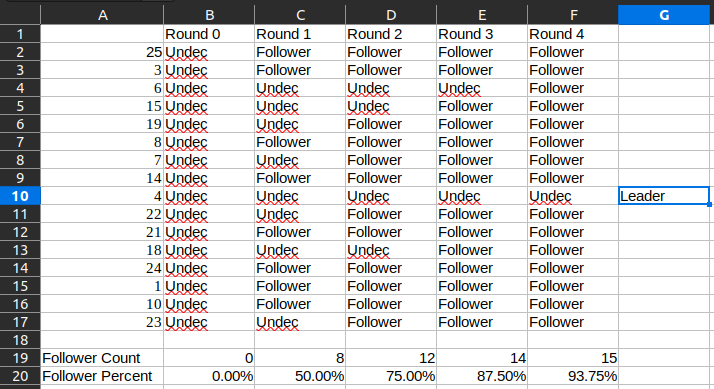 A B C D E F G
1 Round 0 Round 1 Round 2 Round 3 Round 4
2 25 Undec Follower Follower Follower Follower
3 3 Undec Follower Follower Follower Follower
4 6 Undec Undec Undec Undec Follower
5 15 Undec Undec Undec Follower Follower
6 19 Undec Undec Follower Follower Follower
7 8 Undec Follower Follower Follower Follower
8 7 Undec Undec Follower Follower Follower
9 14 Undec Follower Follower Follower Follower
10 4 Undec Undec Undec Undec Undec Leader
11 22 Undec Undec Follower Follower Follower
12 21 Undec Follower Follower Follower Follower
13 18 Undec Undec Undec Follower Follower
14 24 Undec Follower Follower Follower Follower
15 1 Undec Follower Follower Follower Follower
16 10 Undec Follower Follower Follower Follower
17 23 Undec Undec Follower Follower Follower
18
19 Follower Count 0 8 12 14 15
20 Follower Percent 0.00% 50.00% 75.00% 87.50% 93.75%